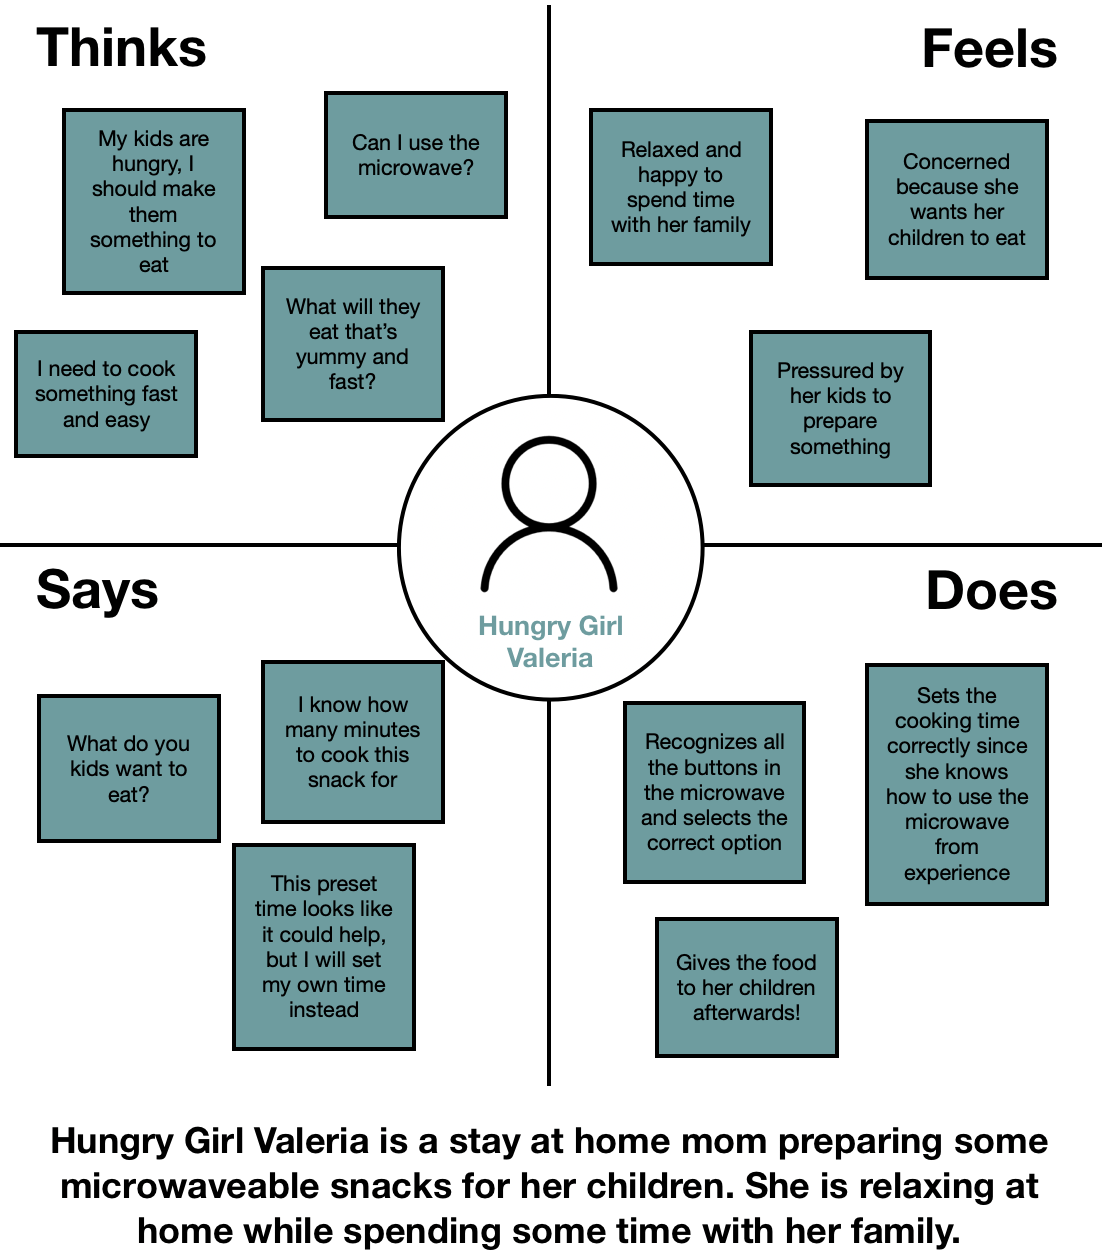 Thinks
My kids are
hungry, I
should make
them
something to
eat
Can I use the
microwave?
What will they
eat that’s
yummy and
fast?
I need to cook
something fast
and easy
Feels
Relaxed and
happy to
spend time
with her family
Concerned
because she
wants her
children to eat
Pressured by
her kids to
prepare
something
Hungry Girl
Valeria
Says
What do you
kids want to
eat?
I know how
many minutes
to cook this
snack for
This preset
time looks like
it could help,
but I will set
my own time
instead
Does
Recognizes all
the buttons in
the microwave
and selects the
correct option
Sets the
cooking time
correctly since
she knows
how to use the
microwave
from
experience
Gives the food
to her children
afterwards!
Hungry Girl Valeria is a stay at home mom preparing some
microwaveable snacks for her children. She is relaxing at
home while spending some time with her family.